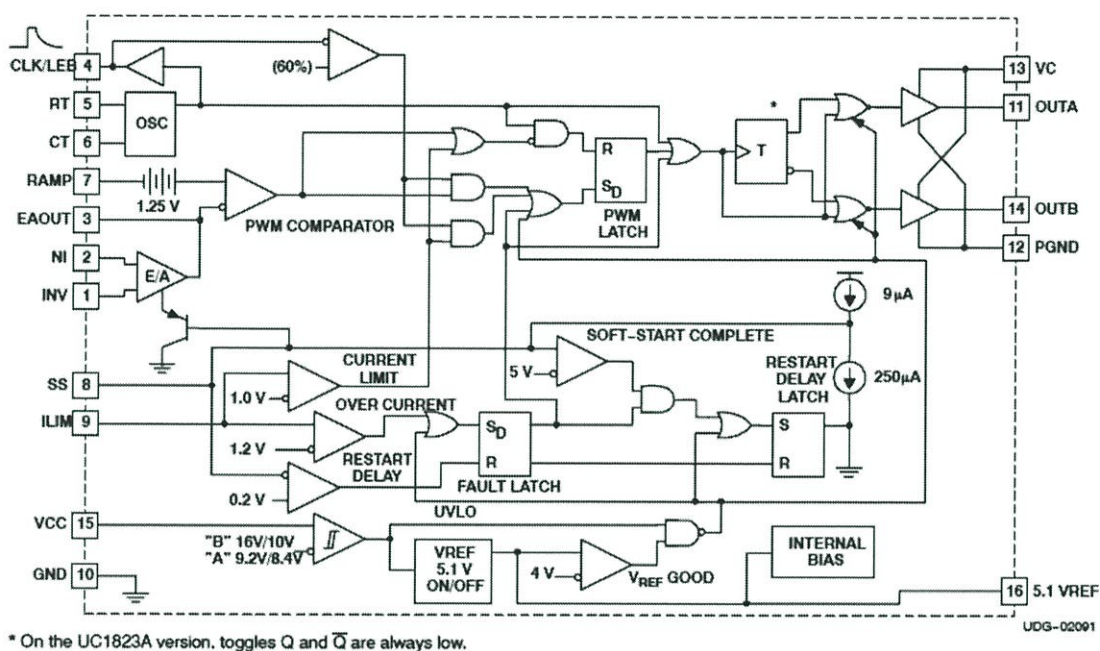 CLK/LEB 4
(60%)
13 VC
RT 5
OSC
*
11 OUTA
CT 6
R
T
RAMP 7
1.25 V
SD
EAOUT 3
PWM COMPARATOR
PWM
LATCH
14 OUTB
NI 2
E/A
12 PGND
INV 1
9 µA
SOFT-START COMPLETE
SS 8
CURRENT
LIMIT
5 V
RESTART
DELAY
LATCH
250µA
1.0 V
ILIM 9
OVER CURRENT
SD
S
1.2 V
RESTART
DELAY
R
R
0.2 V
FAULT LATCH
UVLO
VCC 15
"B" 16V/10V
"A" 9.2V/8.4V
VREF
5.1 V
ON/OFF
4 V
VREF GOOD
INTERNAL
BIAS
GND 10
16 5.1 VREF
UDG-02091
* On the UC1823A version, toggles Q and Q̅ are always low.